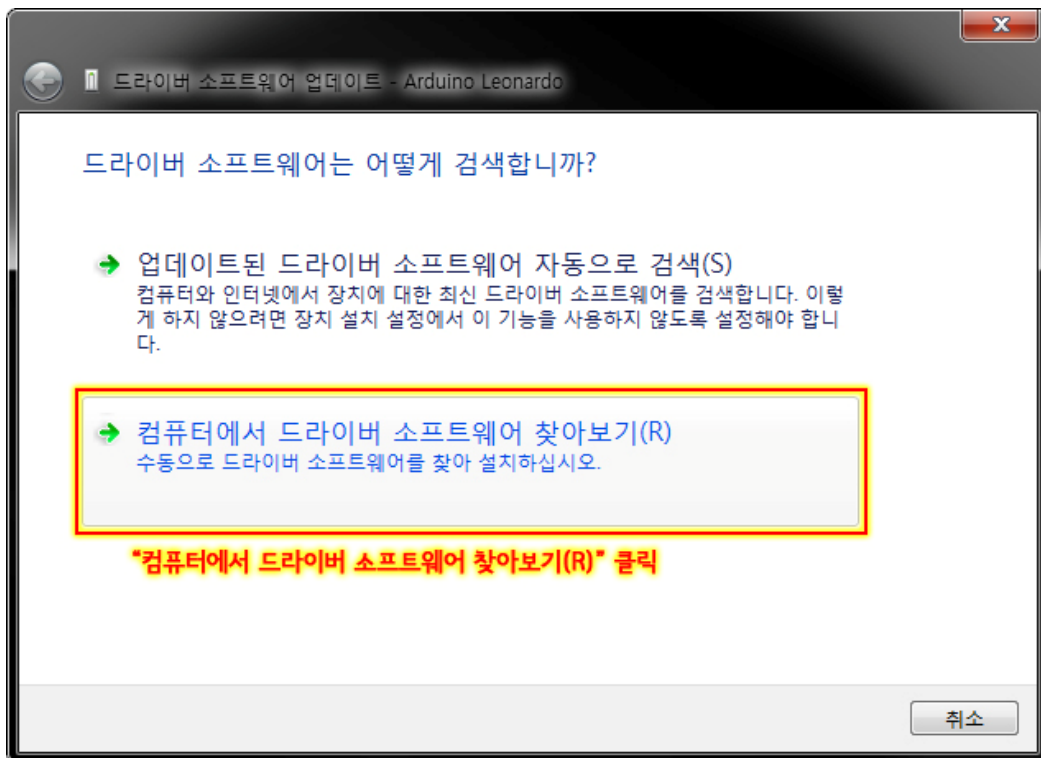 드라이버 소프트웨어 업데이트 - Arduino Leonardo
드라이버 소프트웨어는 어떻게 검색합니까?
업데이트된 드라이버 소프트웨어 자동으로 검색(S)
컴퓨터와 인터넷에서 장치에 대한 최신 드라이버 소프트웨어를 검색합니다. 이렇
게 하지 않으려면 장치 설치 설정에서 이 기능을 사용하지 않도록 설정해야 합니
다.
컴퓨터에서 드라이버 소프트웨어 찾아보기(R)
수동으로 드라이버 소프트웨어를 찾아 설치하십시오.
"컴퓨터에서 드라이버 소프트웨어 찾아보기(R)" 클릭
취소